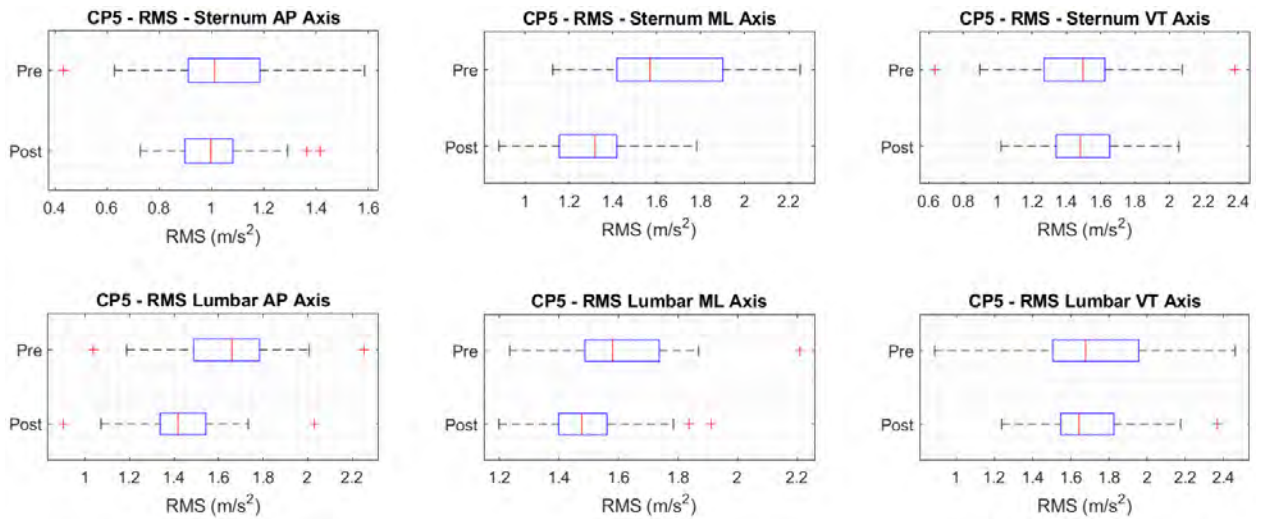 CP5 - RMS - Sternum AP Axis
Pre
Post
0.4 0.6 0.8 1 1.2 1.4 1.6
RMS (m/s²)
CP5 - RMS - Sternum ML Axis
Pre
Post
1 1.2 1.4 1.6 1.8 2 2.2
RMS (m/s²)
CP5 - RMS - Sternum VT Axis
Pre
Post
0.6 0.8 1 1.2 1.4 1.6 1.8 2 2.2 2.4
RMS (m/s²)
CP5 - RMS Lumbar AP Axis
Pre
Post
1 1.2 1.4 1.6 1.8 2 2.2
RMS (m/s²)
CP5 - RMS Lumbar ML Axis
Pre
Post
1.2 1.4 1.6 1.8 2 2.2
RMS (m/s²)
CP5 - RMS Lumbar VT Axis
Pre
Post
1 1.2 1.4 1.6 1.8 2 2.2 2.4
RMS (m/s²)